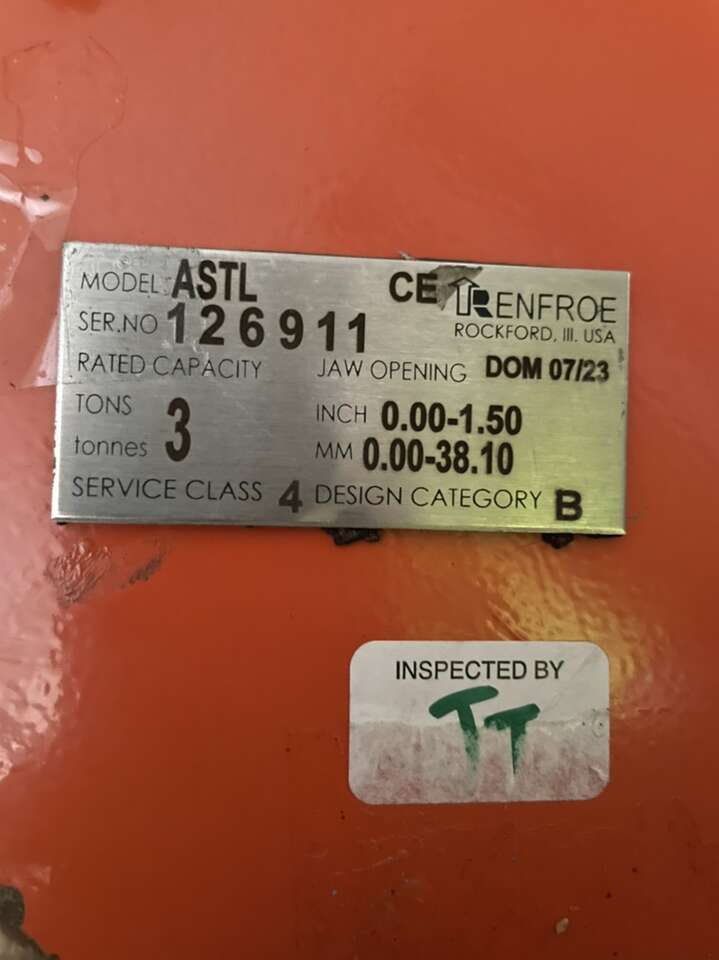 MODEL ASTL CE RENFROE
ROCKFORD, Ill. USA
SER.NO 126911
RATED CAPACITY JAW OPENING DOM 07/23
TONS
tonnes 3
INCH 0.00-1.50
MM 0.00-38.10
SERVICE CLASS 4 DESIGN CATEGORY B
INSPECTED BY
TT